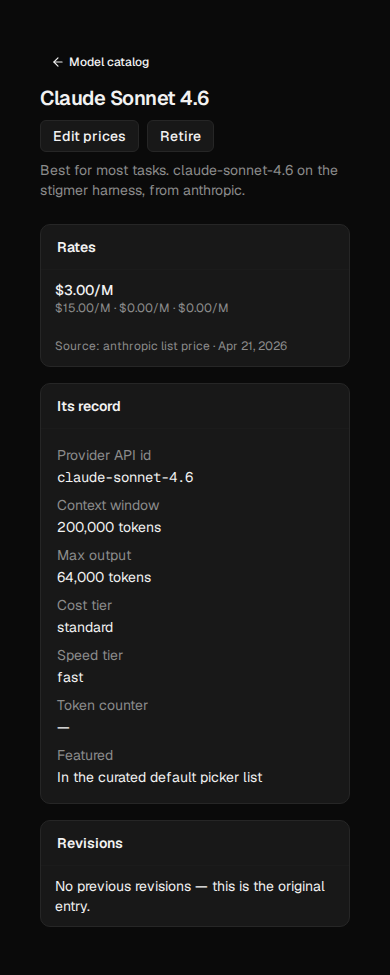 ← Model catalog
Claude Sonnet 4.6
Edit prices
Retire
Best for most tasks. claude-sonnet-4.6 on the
stigmer harness, from anthropic.
Rates
$3.00/M
$15.00/M · $0.00/M · $0.00/M
Source: anthropic list price · Apr 21, 2026
Its record
Provider API id
claude-sonnet-4.6
Context window
200,000 tokens
Max output
64,000 tokens
Cost tier
standard
Speed tier
fast
Token counter
—
Featured
In the curated default picker list
Revisions
No previous revisions — this is the original
entry.